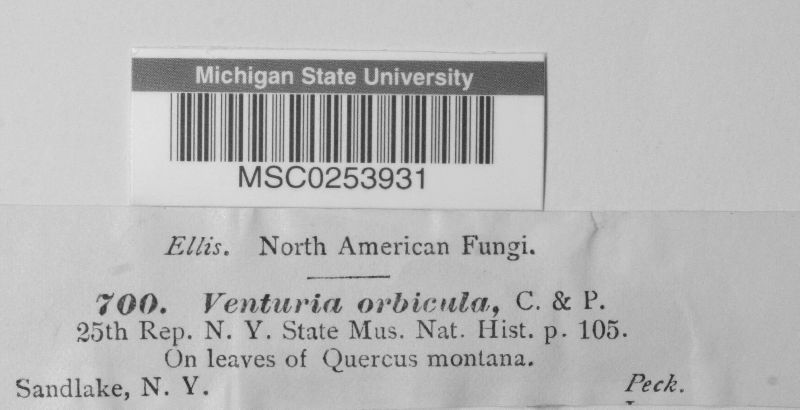 Michigan State University
MSC0253931
Ellis. North American Fungi.
700. Venturia orbicula, C. & P.
25th Rep. N. Y. State Mus. Nat. Hist. p. 105.
On leaves of Quercus montana.
Sandlake, N. Y. Peck.